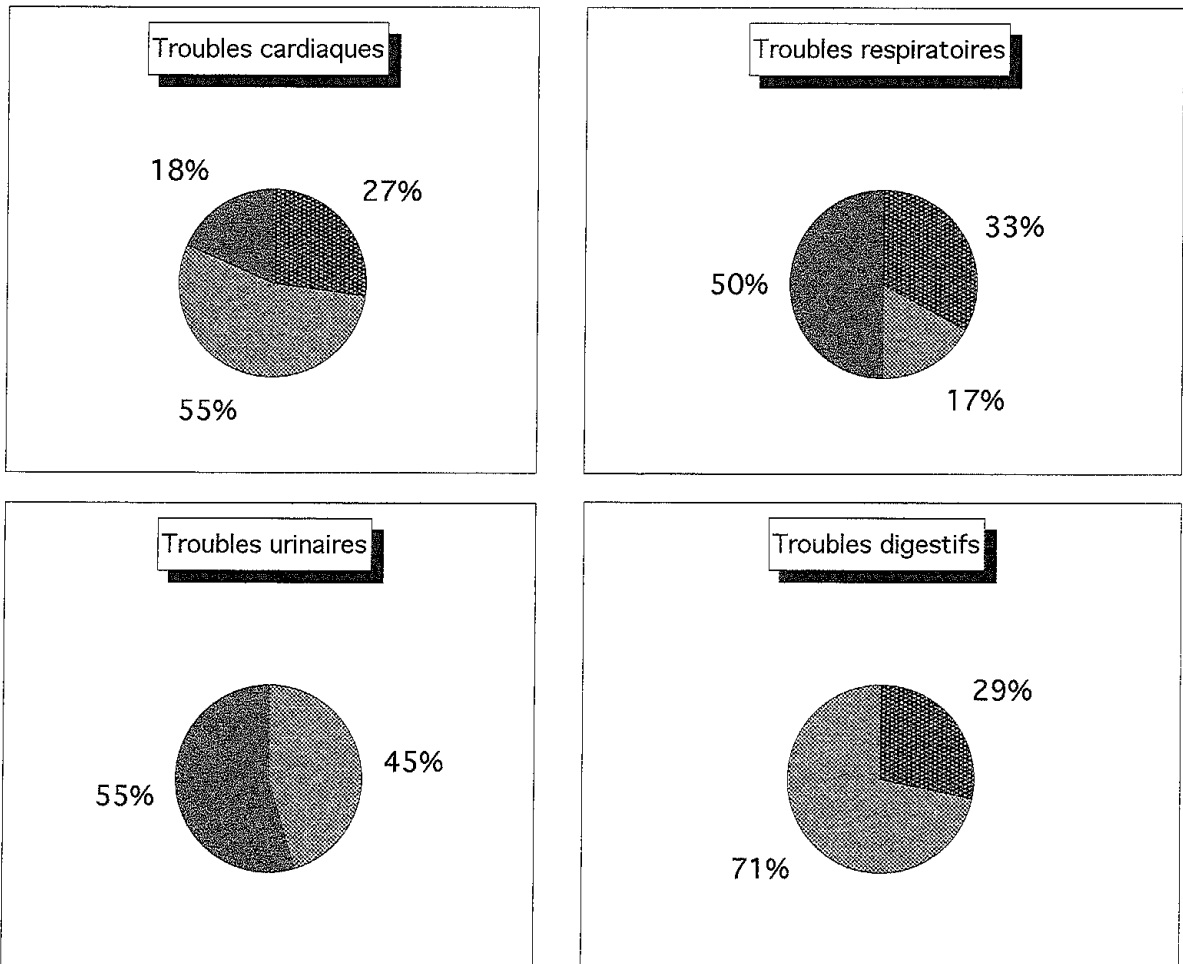 Troubles cardiaques
18%
27%
55%
Troubles respiratoires
33%
50%
17%
Troubles urinaires
45%
55%
Troubles digestifs
29%
71%